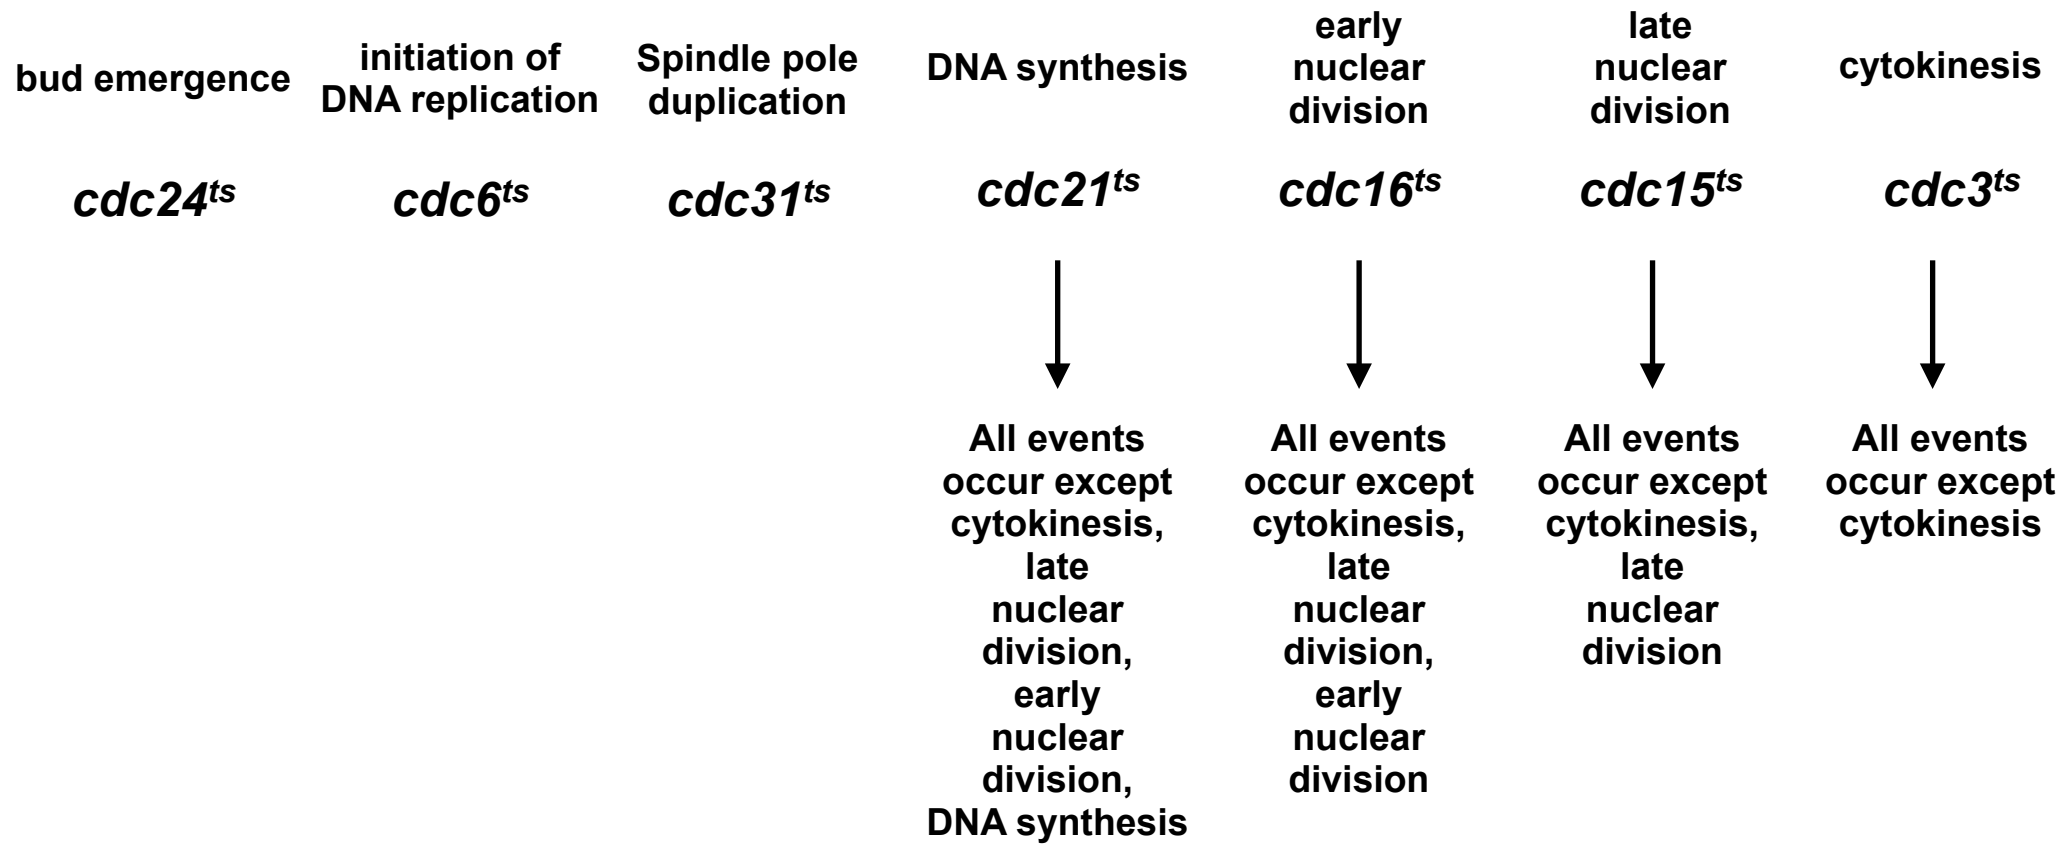 bud emergence
initiation of
DNA replication
Spindle pole
duplication
DNA synthesis
early
nuclear
division
late
nuclear
division
cytokinesis
cdc24ts
cdc6ts
cdc31ts
cdc21ts
cdc16ts
cdc15ts
cdc3ts
All events
occur except
cytokinesis,
late
nuclear
division,
early
nuclear
division,
DNA synthesis
All events
occur except
cytokinesis,
late
nuclear
division,
early
nuclear
division
All events
occur except
cytokinesis,
late
nuclear
division
All events
occur except
cytokinesis